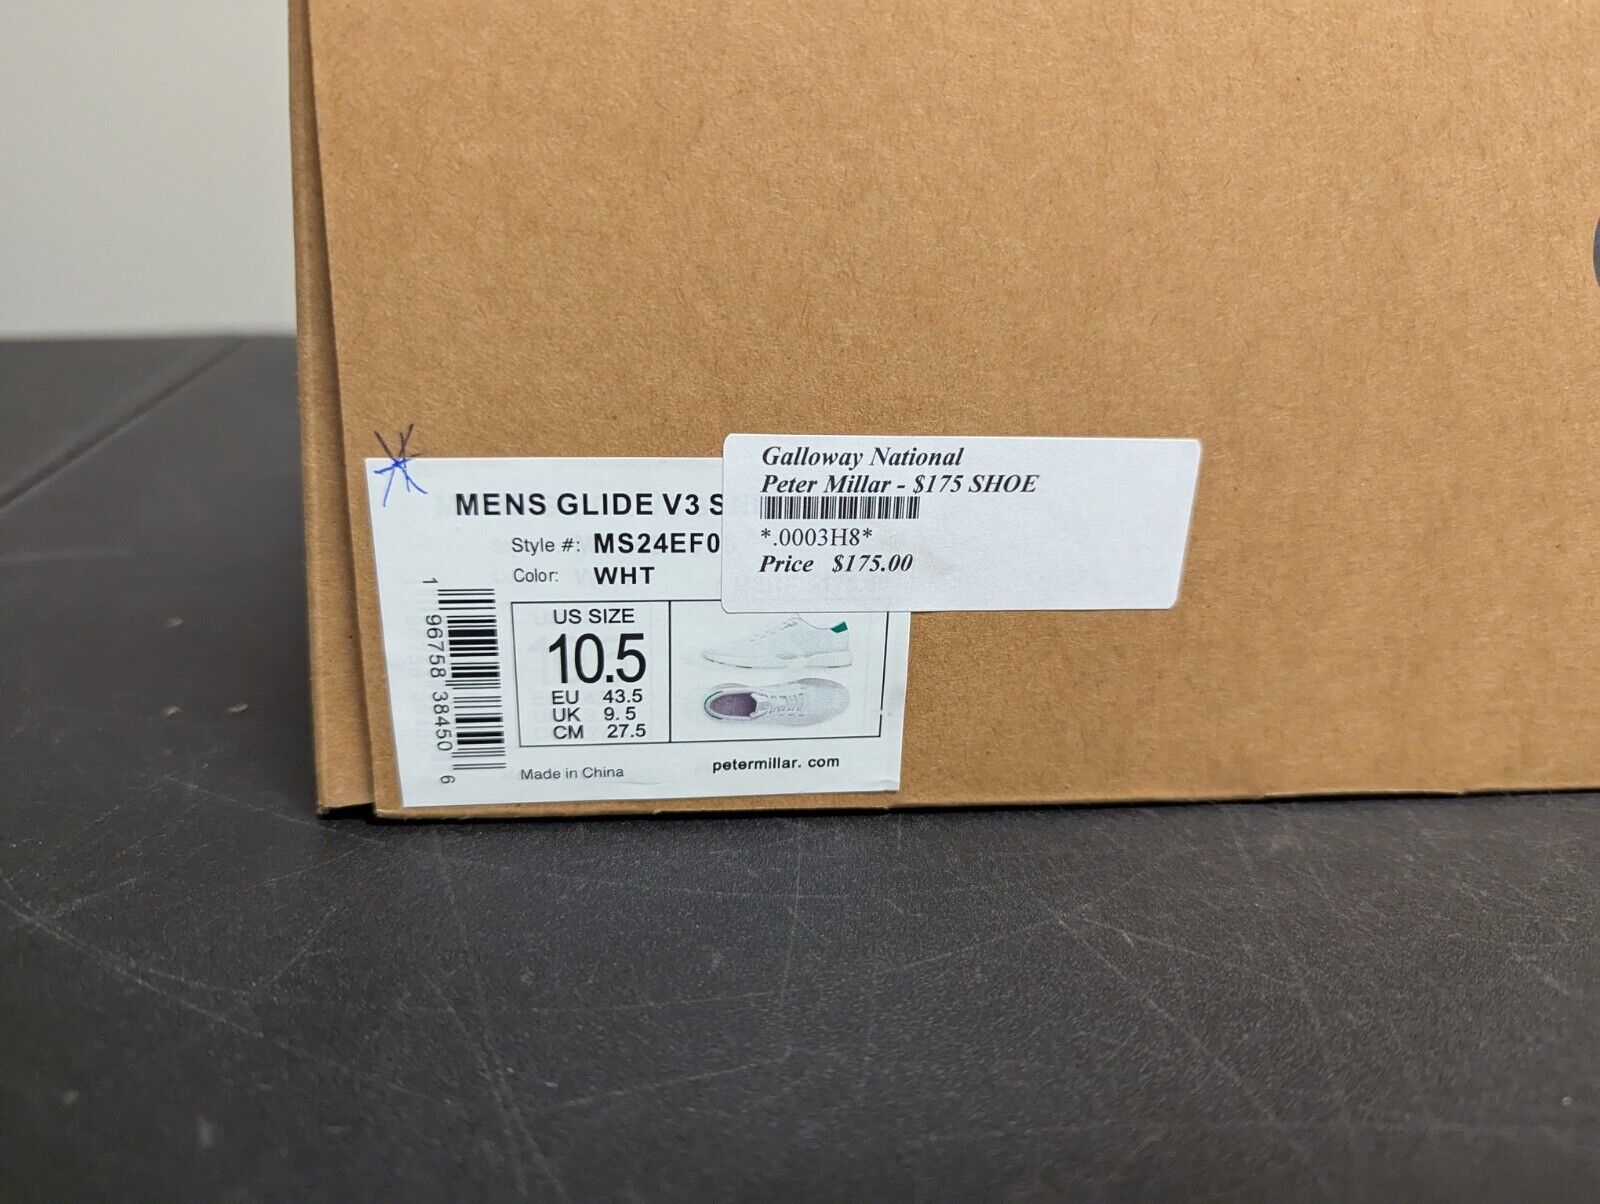 MENS GLIDE V3
Style #: MS24EF0
Color: WHT
US SIZE
10.5
EU 43.5
UK 9.5
CM 27.5
Made in China
petermillar. com
1 96758 38450 6
Galloway National
Peter Millar - $175 SHOE
*.0003H8*
Price $175.00